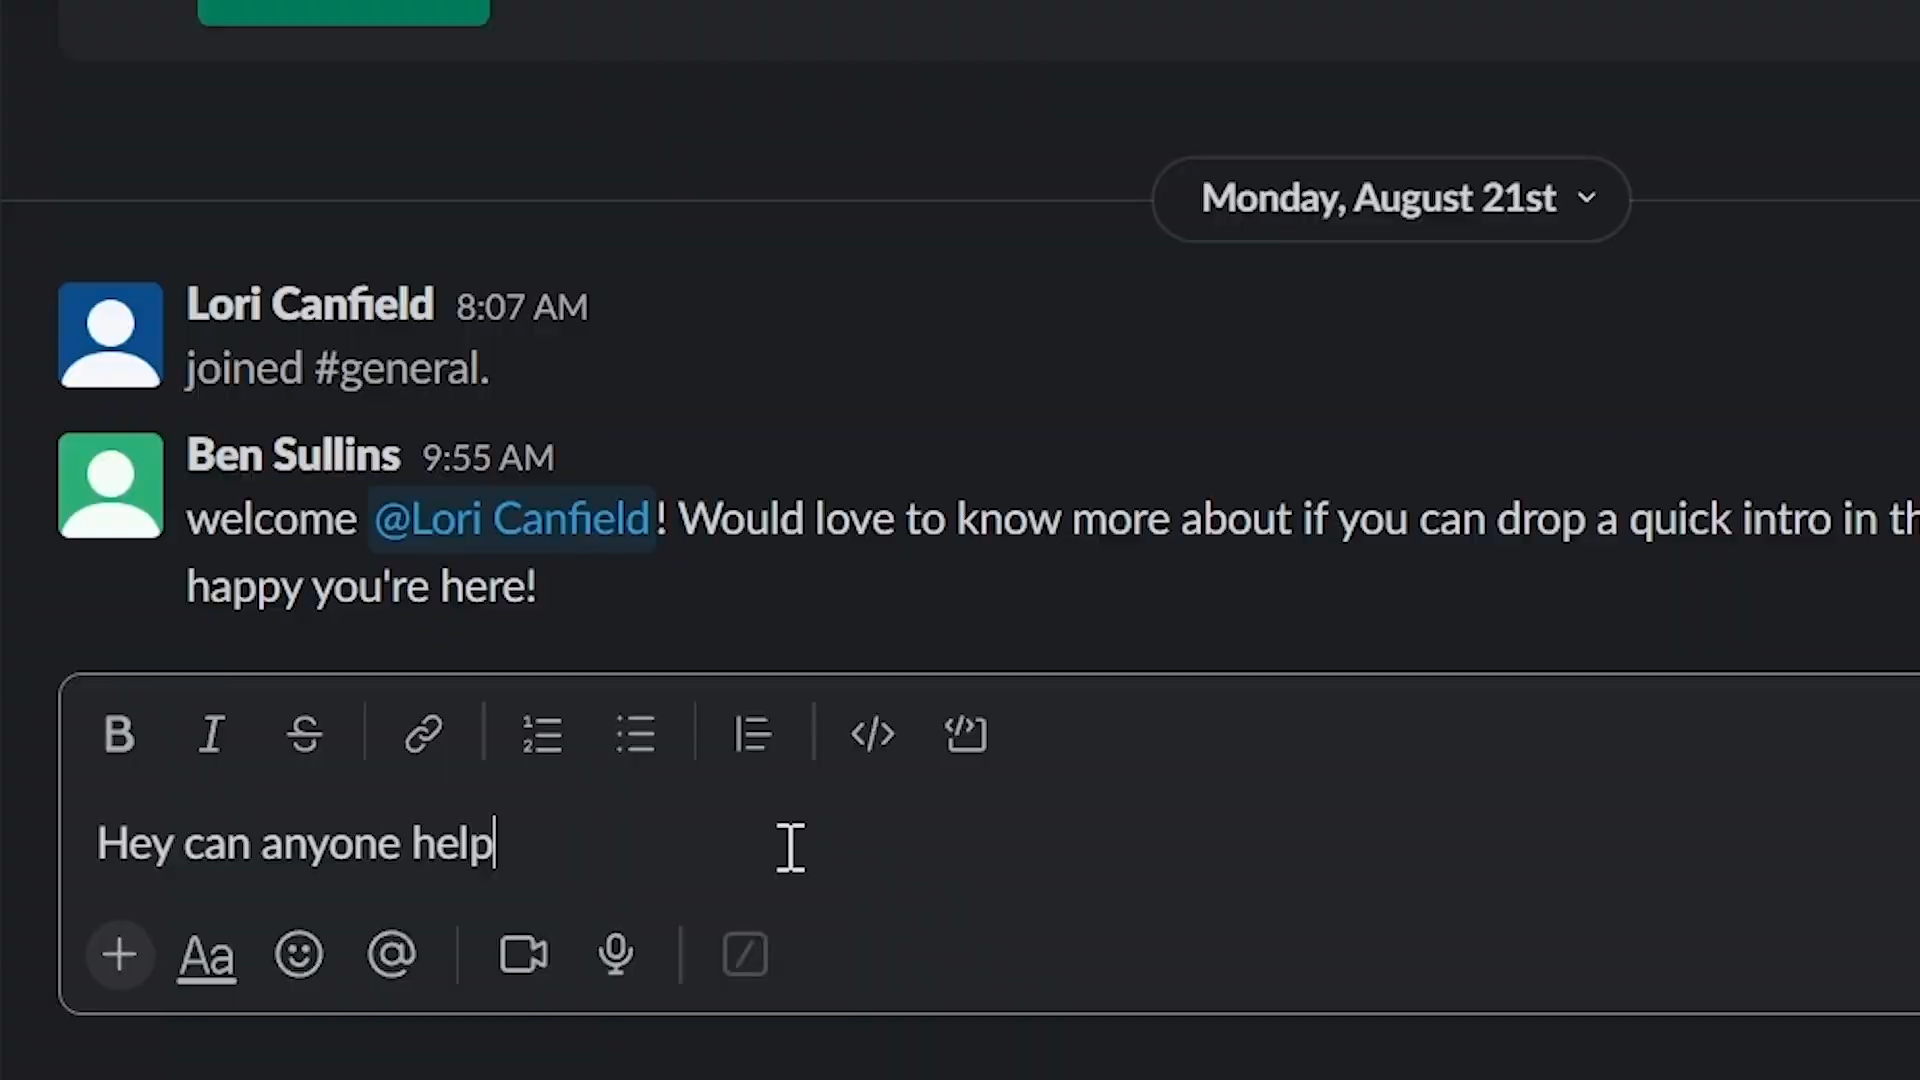 Monday, August 21st
Lori Canfield 8:07 AM
joined #general.
Ben Sullins 9:55 AM
welcome @Lori Canfield! Would love to know more about if you can drop a quick intro in
happy you're here!
B I S
Hey can anyone help
Aa